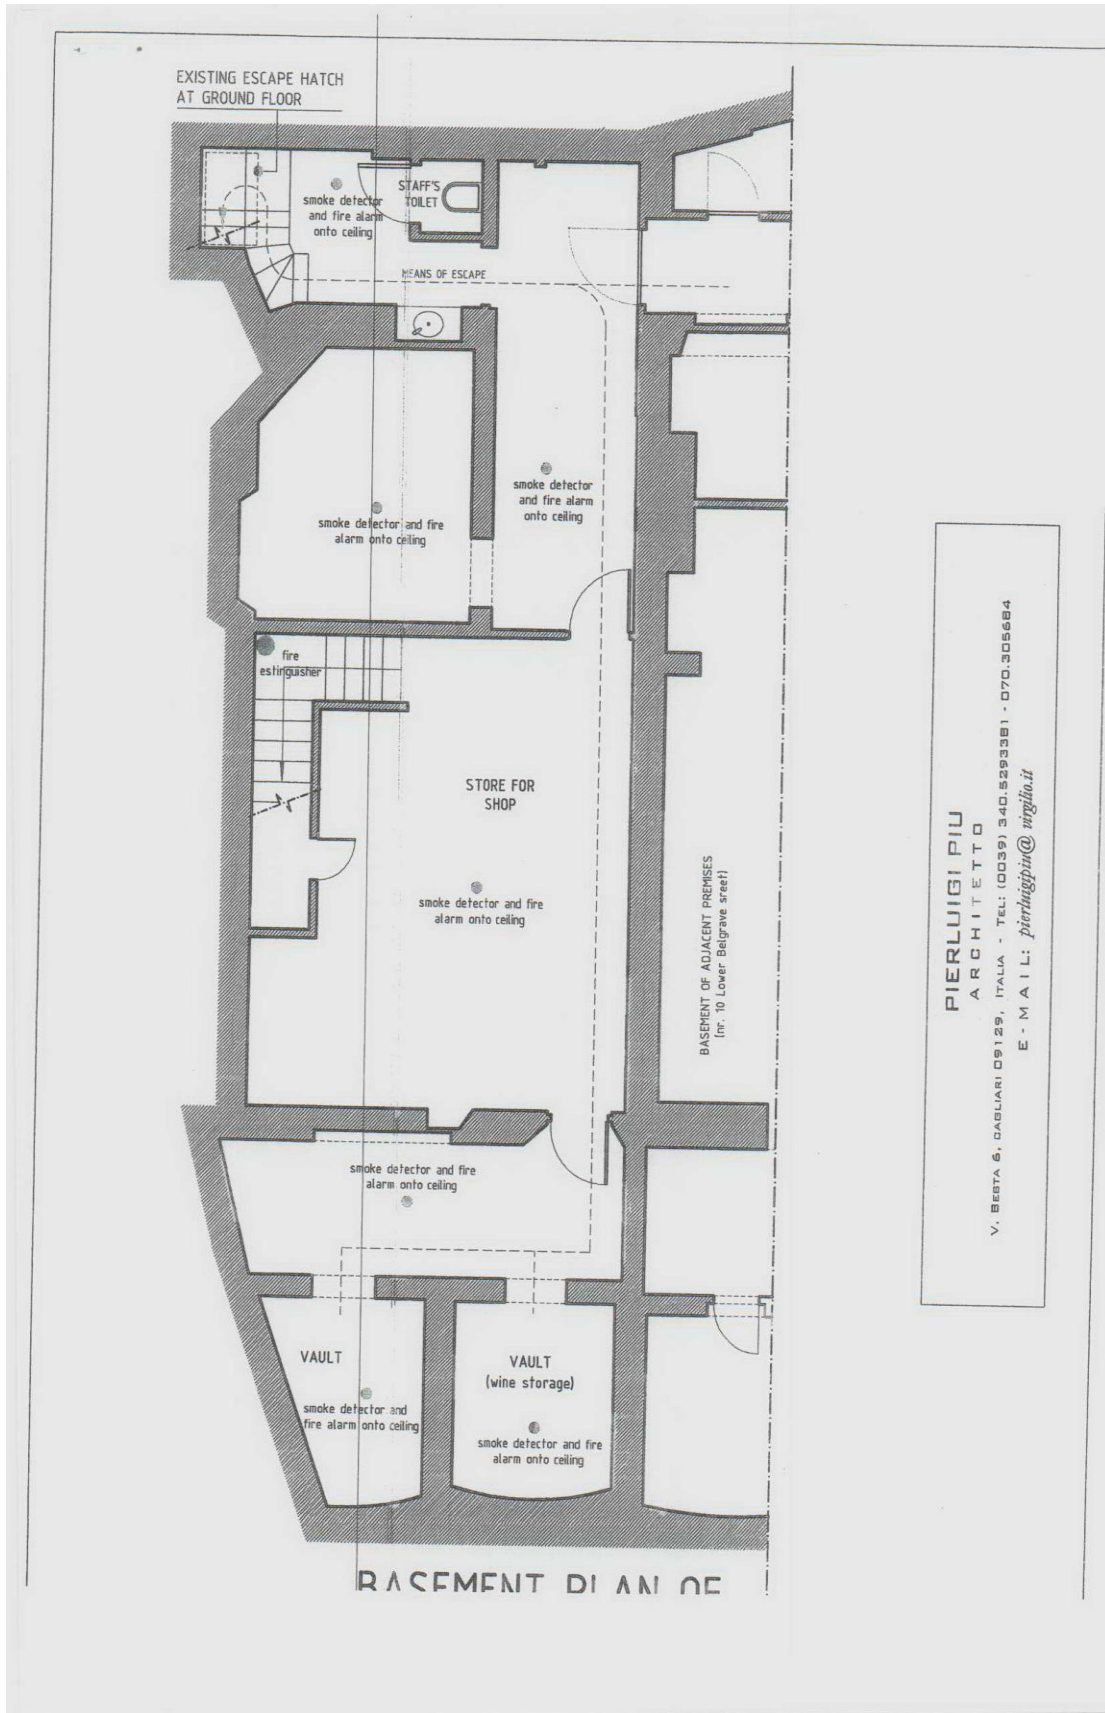 EXISTING ESCAPE HATCH
AT GROUND FLOOR
smoke detector
and fire alarm
onto ceiling
STAFF'S
TOILET
MEANS OF ESCAPE
smoke detector
and fire alarm
onto ceiling
smoke detector and fire
alarm onto ceiling
fire
estinguisher
STORE FOR
SHOP
smoke detector and fire
alarm onto ceiling
BASEMENT OF ADJACENT PREMISES
(nr. 10 Lower Belgrave sreet)
smoke detector and fire
alarm onto ceiling
VAULT
smoke detector and
fire alarm onto ceiling
VAULT
(wine storage)
smoke detector and fire
alarm onto ceiling
BASEMENT PLAN OF
PIERLUIGI PIU
ARCHITETTO
V. BESTA 6, CAGLIARI 09129, ITALIA - TEL: (0039) 340.5293381 - 070.305684
E-MAIL: pierluigipiu@virgilio.it